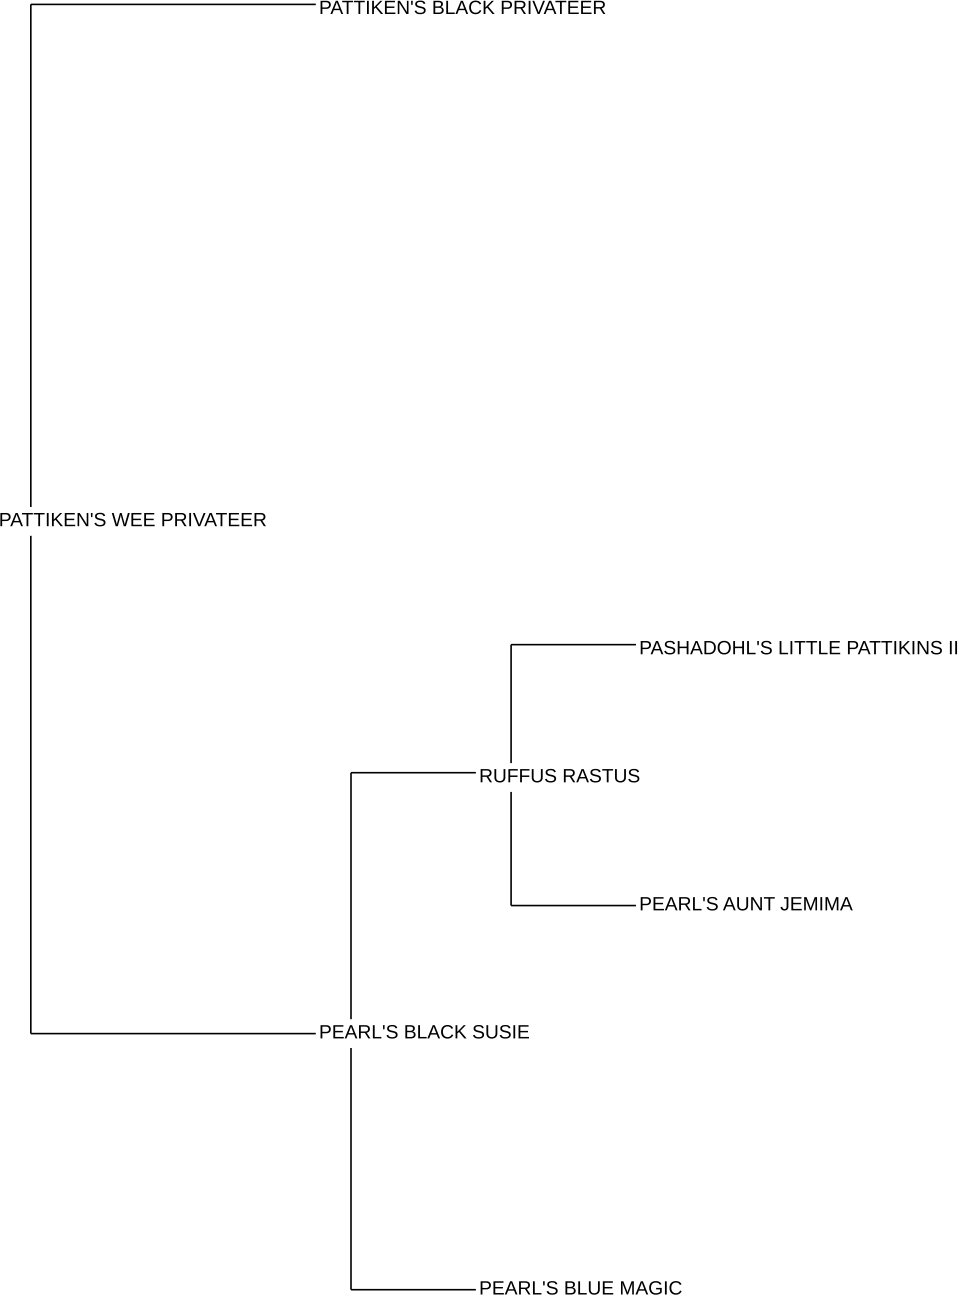 PATTIKEN'S BLACK PRIVATEER
PATTIKEN'S WEE PRIVATEER
PASHADOHL'S LITTLE PATTIKINS II
RUFFUS RASTUS
PEARL'S AUNT JEMIMA
PEARL'S BLACK SUSIE
PEARL'S BLUE MAGIC